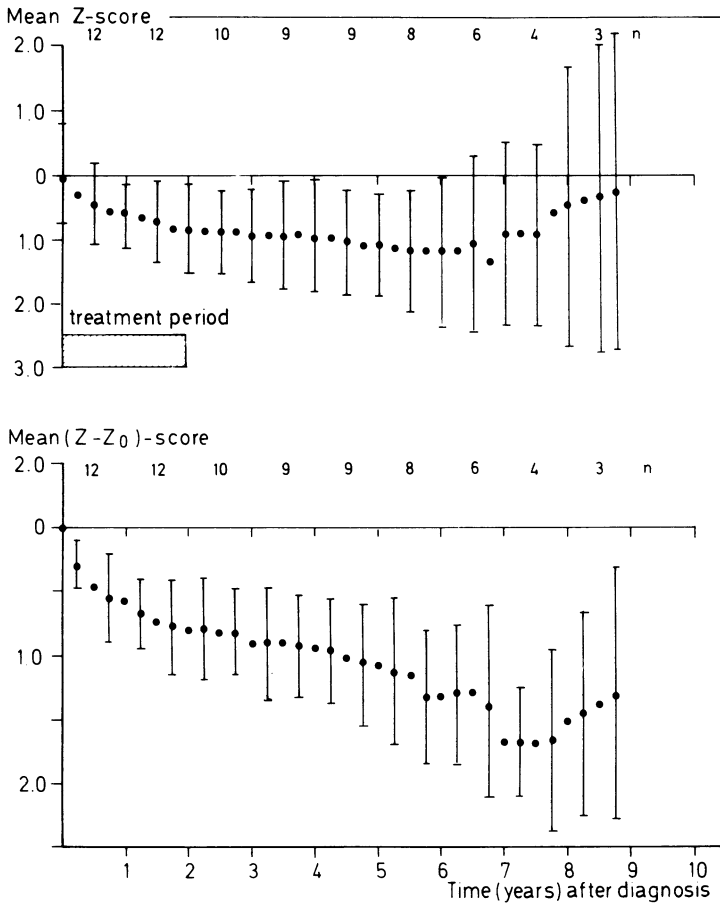 Mean Z-score
12 12 10 9 9 8 6 4 3 n
2.0
1.0
0
1.0
2.0
treatment period
3.0
Mean (Z-Z0)-score
2.0
12 12 10 9 9 8 6 4 3 n
0
1.0
2.0
1 2 3 4 5 6 7 8 9 10
Time (years) after diagnosis